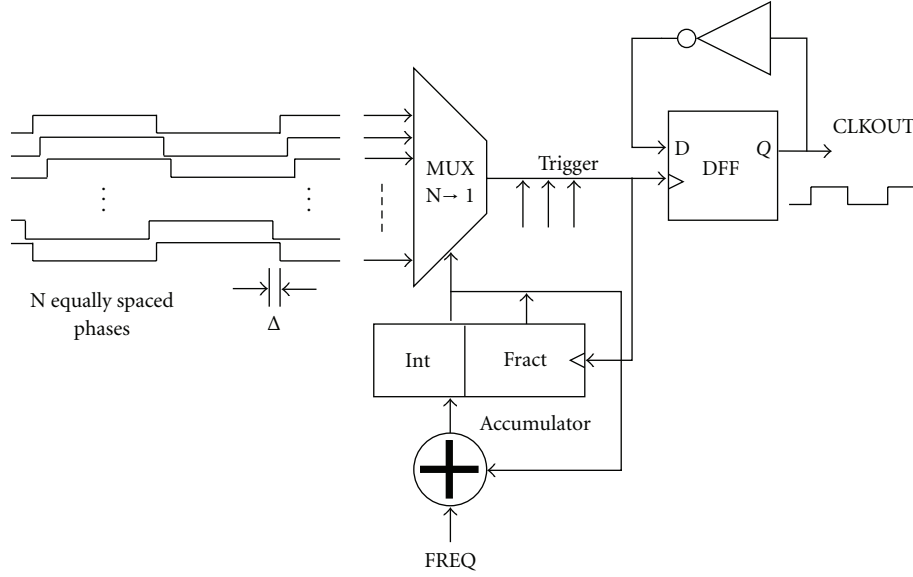 CLKOUT
D
Q
DFF
MUX
N→ 1
Trigger
N equally spaced
phases
Δ
Int
Fract
Accumulator
FREQ